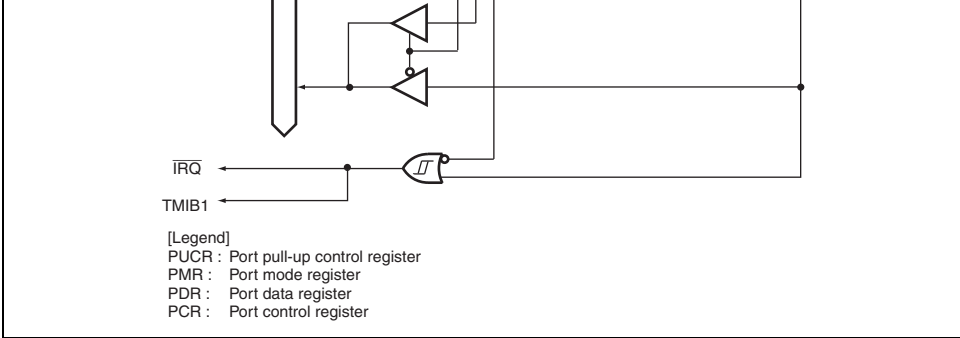 IRQ
TMIB1
[Legend]
PUCR : Port pull-up control register
PMR : Port mode register
PDR : Port data register
PCR : Port control register